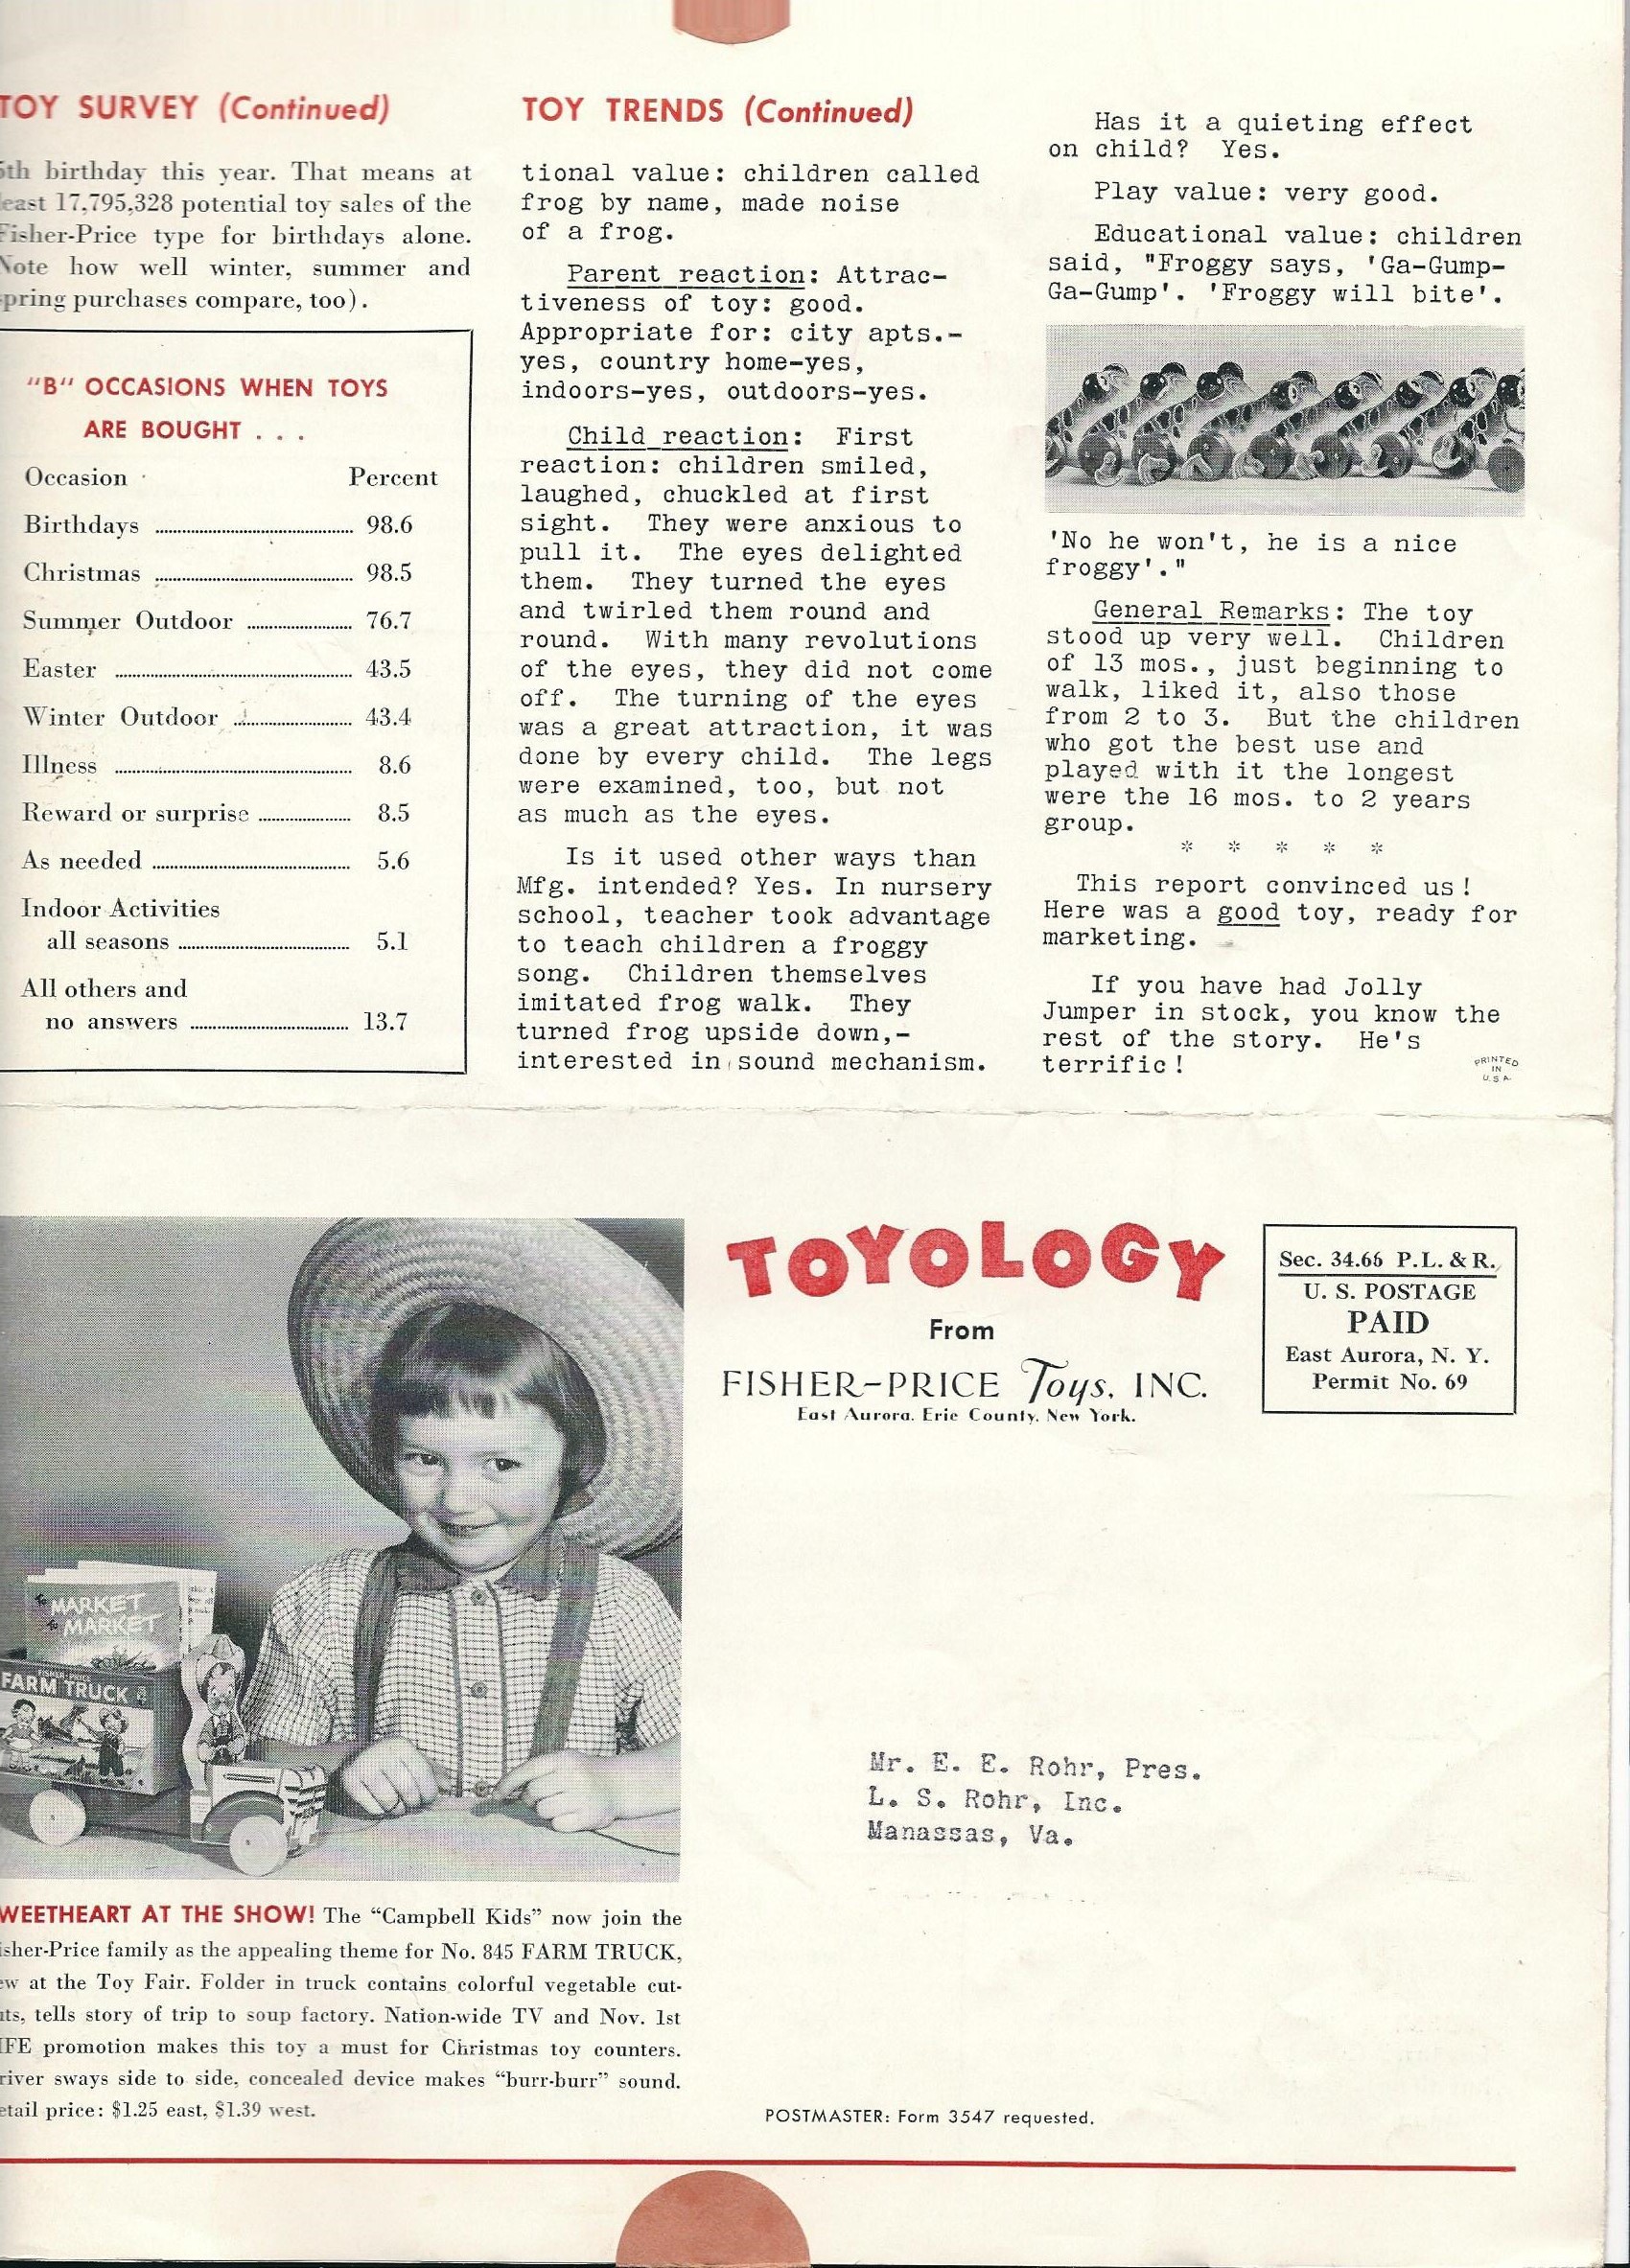 TOY SURVEY (Continued)
5th birthday this year. That means at
least 17,795,328 potential toy sales of the
Fisher-Price type for birthdays alone.
Note how well winter, summer and
spring purchases compare, too).
"B" OCCASIONS WHEN TOYS
ARE BOUGHT . . .
Occasion Percent
Birthdays 98.6
Christmas 98.5
Summer Outdoor 76.7
Easter 43.5
Winter Outdoor 43.4
Illness 8.6
Reward or surprise 8.5
As needed 5.6
Indoor Activities
all seasons 5.1
All others and
no answers 13.7
TOY TRENDS (Continued)
tional value: children called
frog by name, made noise
of a frog.
Parent reaction: Attrac-
tiveness of toy: good.
Appropriate for: city apts.-
yes, country home-yes,
indoors-yes, outdoors-yes.
Child reaction: First
reaction: children smiled,
laughed, chuckled at first
sight. They were anxious to
pull it. The eyes delighted
them. They turned the eyes
and twirled them round and
round. With many revolutions
of the eyes, they did not come
off. The turning of the eyes
was a great attraction, it was
done by every child. The legs
were examined, too, but not
as much as the eyes.
Is it used other ways than
Mfg. intended? Yes. In nursery
school, teacher took advantage
to teach children a froggy
song. Children themselves
imitated frog walk. They
turned frog upside down,-
interested in sound mechanism.
Has it a quieting effect
on child? Yes.
Play value: very good.
Educational value: children
said, "Froggy says, 'Ga-Gump-
Ga-Gump'. 'Froggy will bite'.
'No he won't, he is a nice
froggy'."
General Remarks: The toy
stood up very well. Children
of 13 mos., just beginning to
walk, liked it, also those
from 2 to 3. But the children
who got the best use and
played with it the longest
were the 16 mos. to 2 years
group.
* * * * *
This report convinced us!
Here was a good toy, ready for
marketing.
If you have had Jolly
Jumper in stock, you know the
rest of the story. He's
terrific!
PRINTED
IN
U.S.A.
MARKET
to MARKET
FISHER-PRICE
FARM TRUCK
WEETHEART AT THE SHOW! The "Campbell Kids" now join the
isher-Price family as the appealing theme for No. 845 FARM TRUCK,
ew at the Toy Fair. Folder in truck contains colorful vegetable cut-
uts, tells story of trip to soup factory. Nation-wide TV and Nov. 1st
IFE promotion makes this toy a must for Christmas toy counters.
river sways side to side, concealed device makes "burr-burr" sound.
etail price: $1.25 east, $1.39 west.
TOYOLOGY
From
FISHER-PRICE Toys, INC.
East Aurora, Erie County, New York.
Sec. 34.66 P.L. & R.
U. S. POSTAGE
PAID
East Aurora, N. Y.
Permit No. 69
Mr. E. E. Rohr, Pres.
L. S. Rohr, Inc.
Manassas, Va.
POSTMASTER: Form 3547 requested.